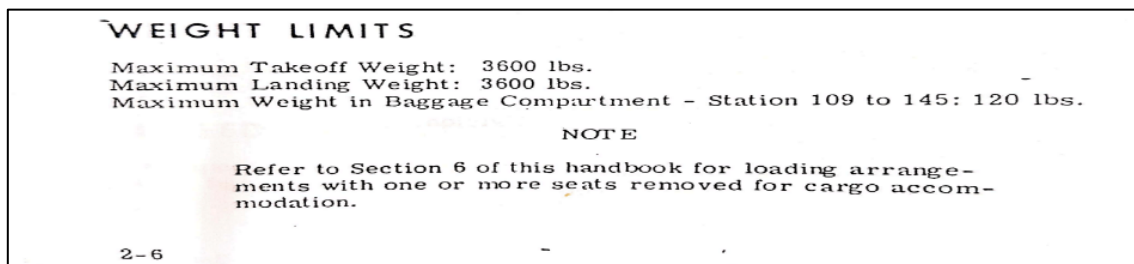 WEIGHT LIMITS
Maximum Takeoff Weight: 3600 lbs.
Maximum Landing Weight: 3600 lbs.
Maximum Weight in Baggage Compartment - Station 109 to 145: 120 lbs.
NOTE
Refer to Section 6 of this handbook for loading arrange-
ments with one or more seats removed for cargo accom-
modation.
2-6